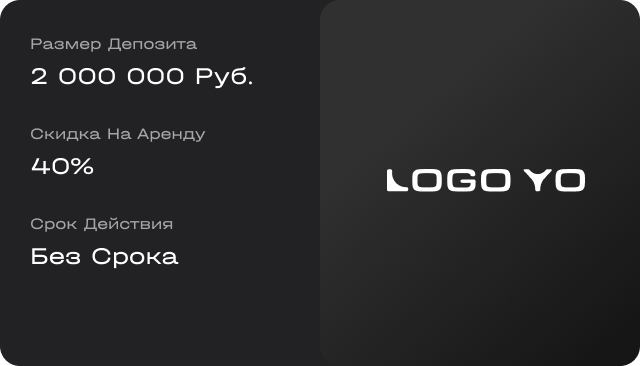 Размер Депозита
2 000 000 Руб.
Скидка На Аренду
40%
Срок Действия
Без Срока
LOGO YO